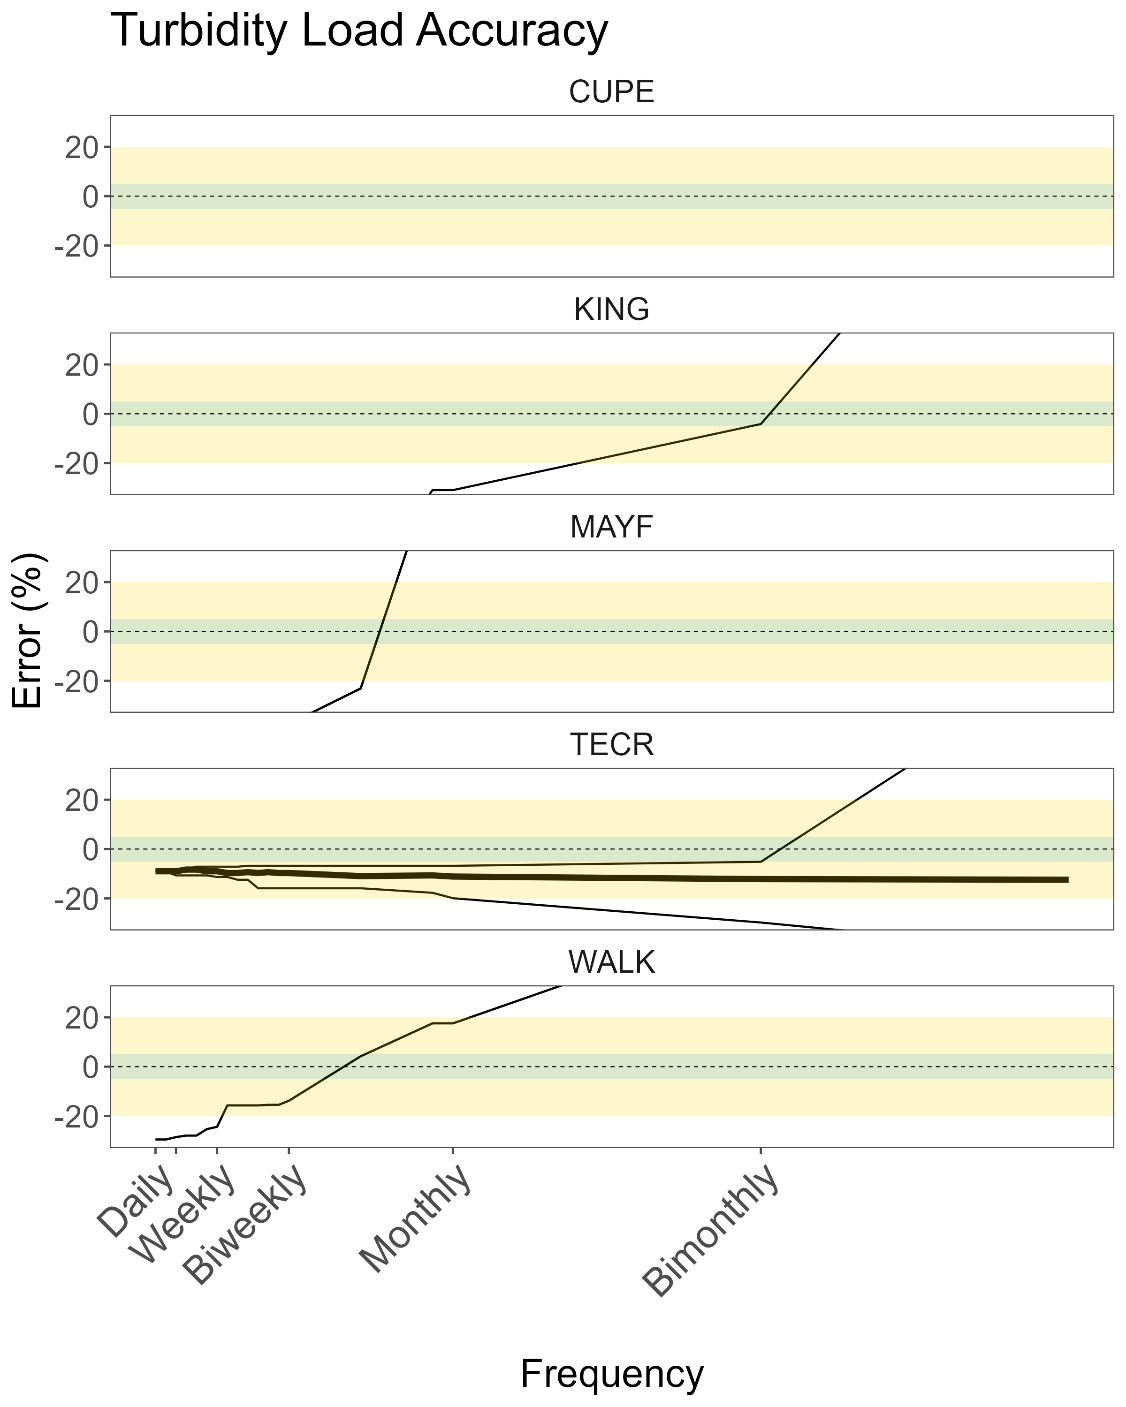 Turbidity Load Accuracy
CUPE
20
0
-20
KING
20
0
-20
MAYF
20
0
-20
Error (%)
TECR
20
0
-20
WALK
20
0
-20
Daily
Weekly
Biweekly
Monthly
Bimonthly
Frequency